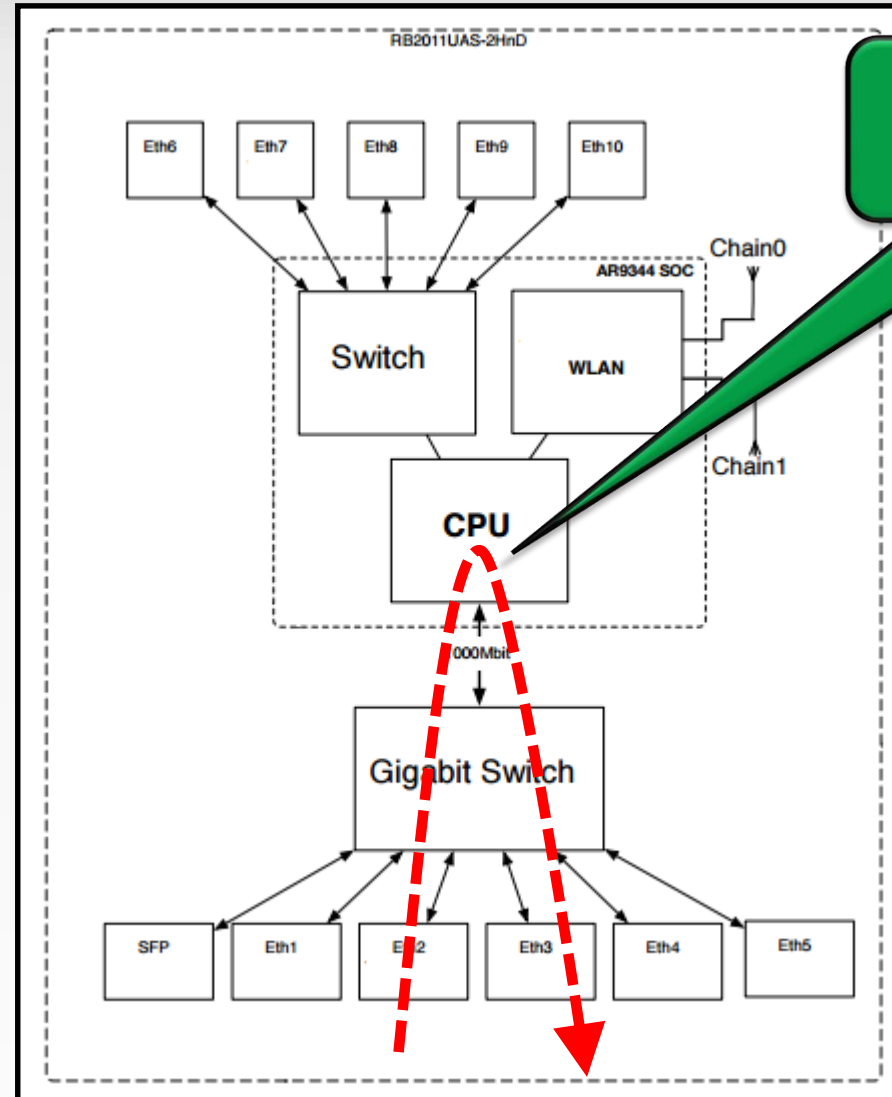 RB2011UAS-2HnD
Eth6
Eth7
Eth8
Eth9
Eth10
AR9344 SOC
Chain0
Switch
WLAN
Chain1
CPU
000Mbit
Gigabit Switch
SFP
Eth1
Eth2
Eth3
Eth4
Eth5